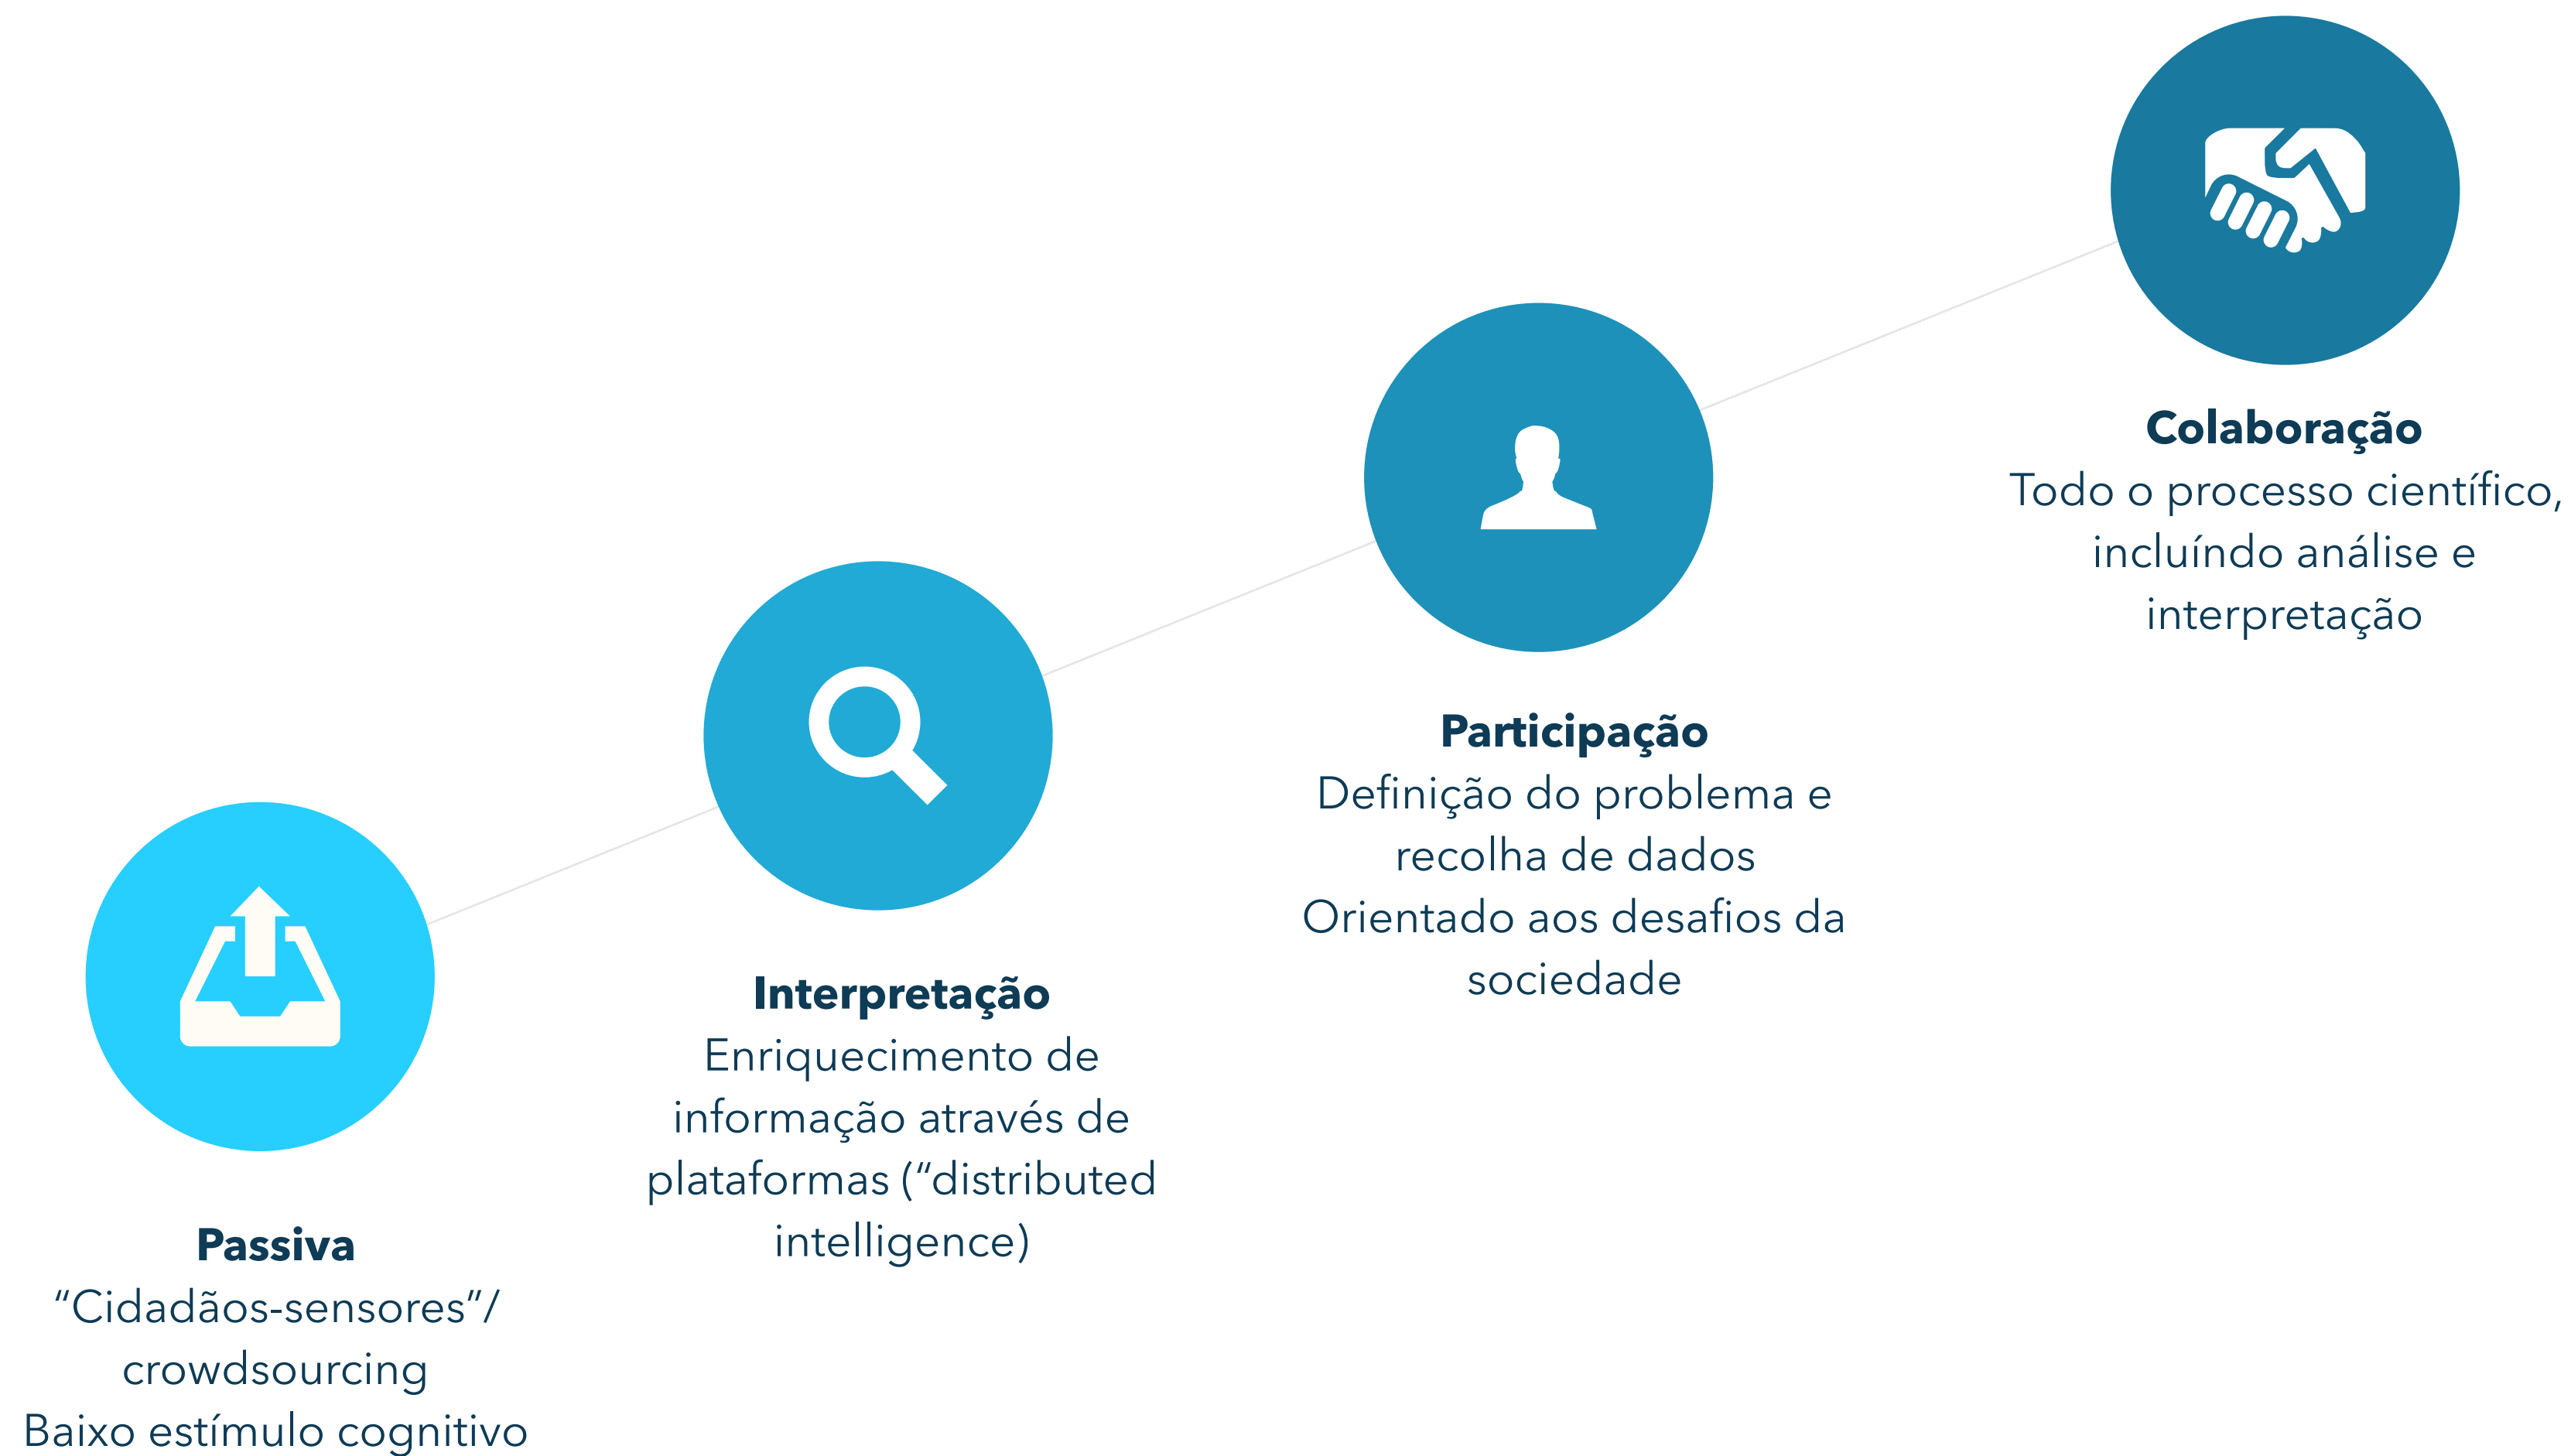 Passiva
“Cidadãos-sensores”/
crowdsourcing
Baixo estímulo cognitivo
Interpretação
Enriquecimento de
informação através de
plataformas (“distributed
intelligence)
Participação
Definição do problema e
recolha de dados
Orientado aos desafios da
sociedade
Colaboração
Todo o processo científico,
incluíndo análise e
interpretação